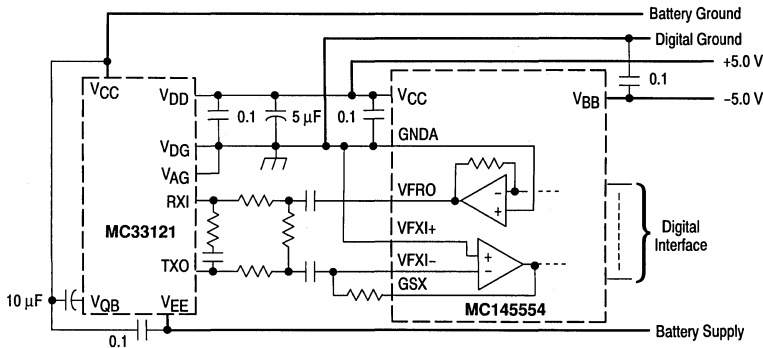 Battery Ground
Digital Ground
+5.0 V
0.1
−5.0 V
VCC
VDD
0.1
5 µF
0.1
VCC
VBB
VDG
GNDA
VAG
RXI
VFRO
MC33121
VFXI+
Digital
Interface
TXO
VFXI−
GSX
10 µF
VQB
VEE
MC145554
0.1
Battery Supply